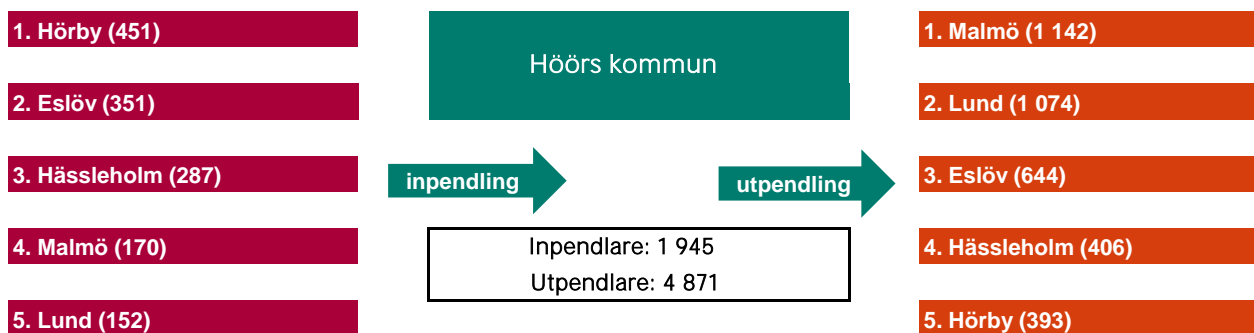 1. Hörby (451)
2. Eslöv (351)
3. Hässleholm (287)
4. Malmö (170)
5. Lund (152)
Höörs kommun
inpendling
utpendling
Inpendlare: 1 945
Utpendlare: 4 871
1. Malmö (1 142)
2. Lund (1 074)
3. Eslöv (644)
4. Hässleholm (406)
5. Hörby (393)